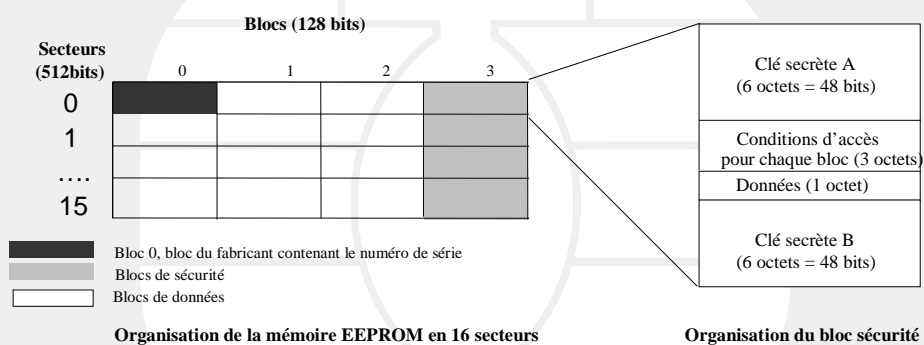 Blocs (128 bits)
Secteurs
(512bits)
0 1 2 3
0
1
....
15
Bloc 0, bloc du fabricant contenant le numéro de série
Blocs de sécurité
Blocs de données
Organisation de la mémoire EEPROM en 16 secteurs
Clé secrète A
(6 octets = 48 bits)
Conditions d’accès
pour chaque bloc (3 octets)
Données (1 octet)
Clé secrète B
(6 octets = 48 bits)
Organisation du bloc sécurité